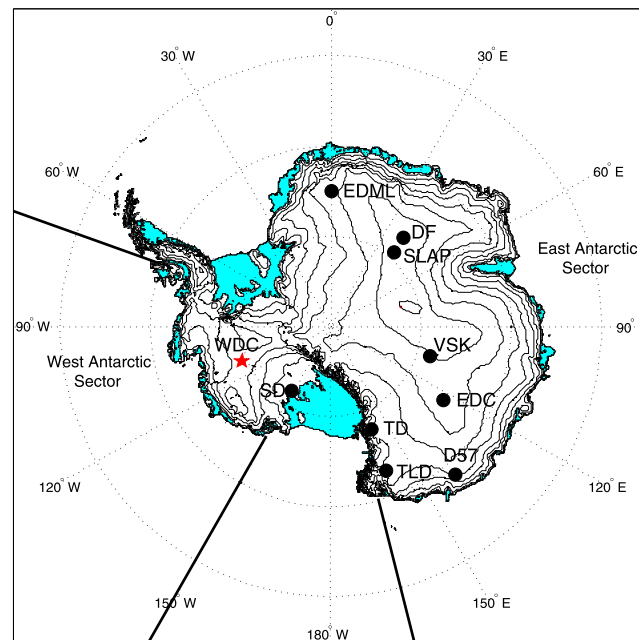 0°
30° W
30° E
60° W
60° E
EDML
DF
SLAP
East Antarctic
Sector
90° W
90°
WDC
VSK
West Antarctic
Sector
SD
EDC
TD
D57
TLD
120° W
120° E
150° W
150° E
180° W